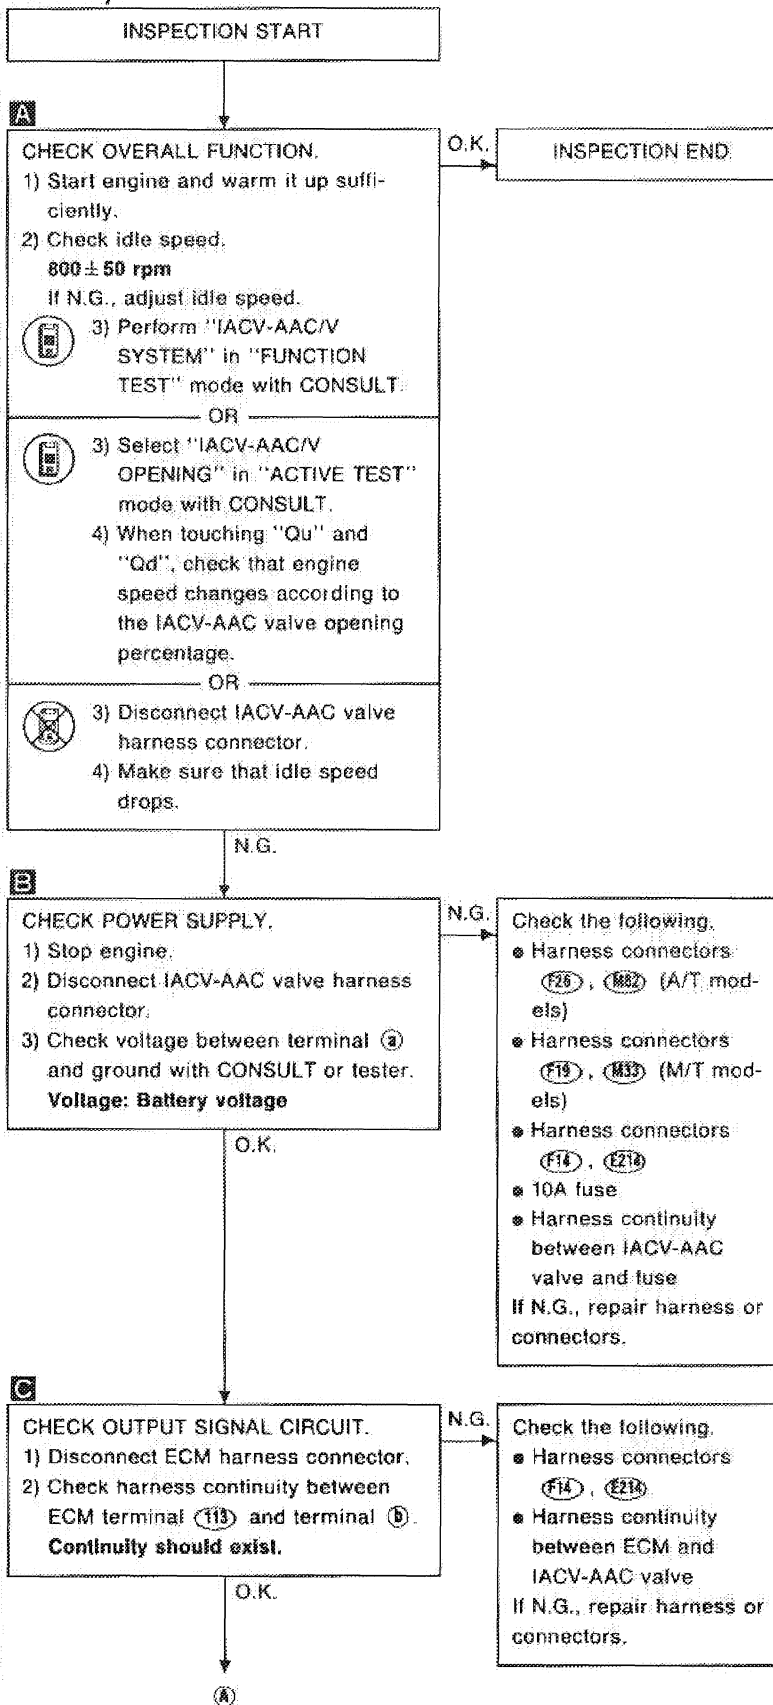 INSPECTION START
A
CHECK OVERALL FUNCTION.
1) Start engine and warm it up suffi-
ciently.
2) Check idle speed.
800 ± 50 rpm
If N.G., adjust idle speed.
3) Perform "IACV-AAC/V
SYSTEM" in "FUNCTION
TEST" mode with CONSULT.
OR
3) Select "IACV-AAC/V
OPENING" in "ACTIVE TEST"
mode with CONSULT.
4) When touching "Qu" and
"Qd", check that engine
speed changes according to
the IACV-AAC valve opening
percentage.
OR
3) Disconnect IACV-AAC valve
harness connector.
4) Make sure that idle speed
drops.
O.K.
INSPECTION END
N.G.
B
CHECK POWER SUPPLY.
1) Stop engine.
2) Disconnect IACV-AAC valve harness
connector.
3) Check voltage between terminal ⓐ
and ground with CONSULT or tester.
Voltage: Battery voltage
N.G.
Check the following.
● Harness connectors
F26, M82 (A/T mod-
els)
● Harness connectors
F19, M33 (M/T mod-
els)
● Harness connectors
F14, E214
● 10A fuse
● Harness continuity
between IACV-AAC
valve and fuse
If N.G., repair harness or
connectors.
O.K.
C
CHECK OUTPUT SIGNAL CIRCUIT.
1) Disconnect ECM harness connector.
2) Check harness continuity between
ECM terminal 113 and terminal ⓑ.
Continuity should exist.
N.G.
Check the following.
● Harness connectors
F14, E214
● Harness continuity
between ECM and
IACV-AAC valve
If N.G., repair harness or
connectors.
O.K.
Ⓐ